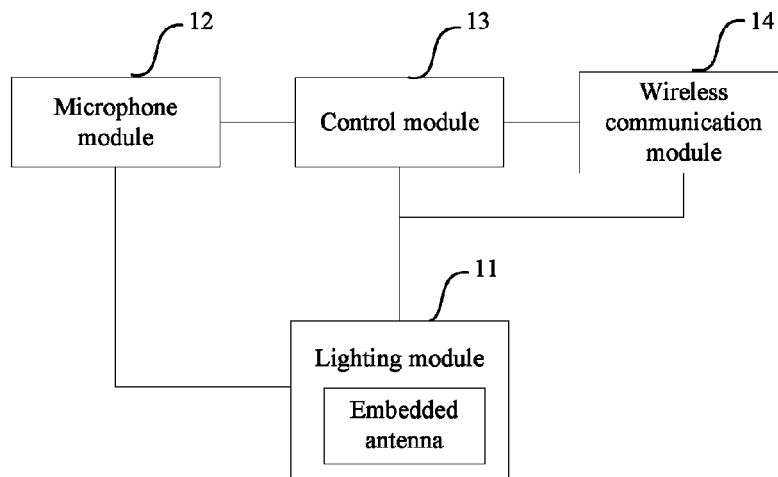 12
13
14
Microphone
module
Control module
Wireless
communication
module
11
Lighting module
Embedded
antenna